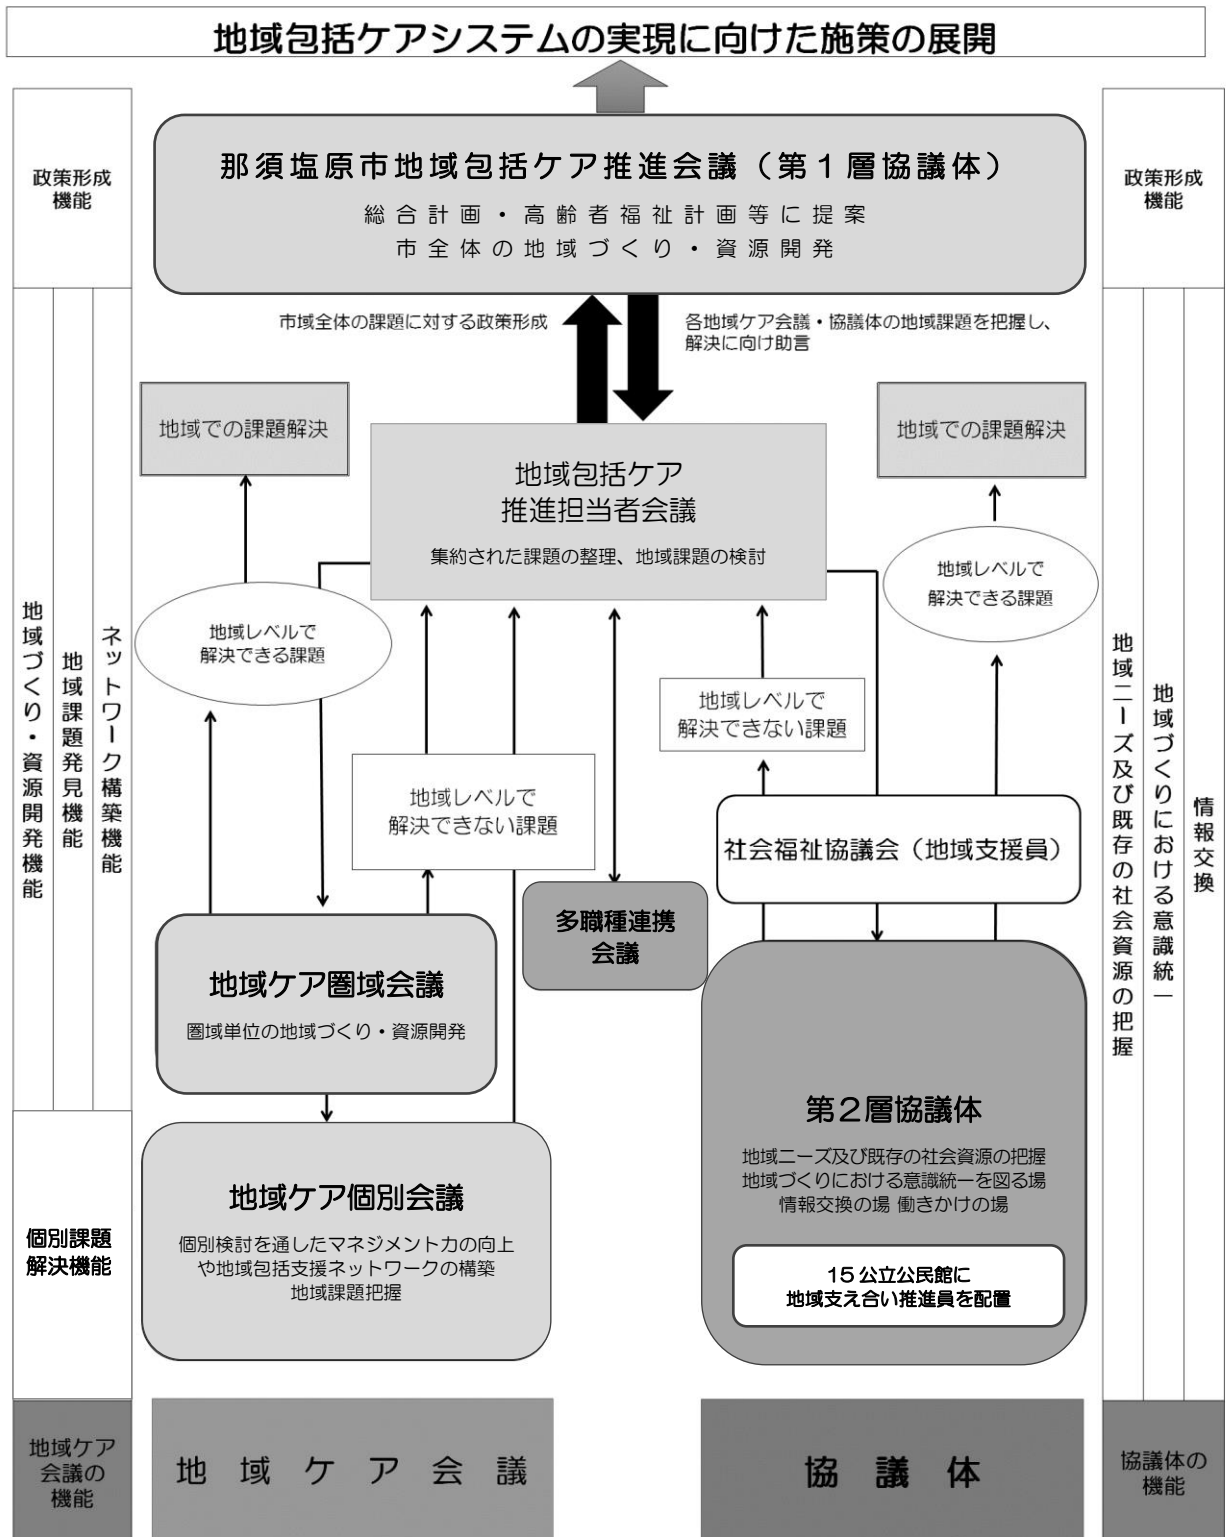 地域包括ケアシステムの実現に向けた施策の展開
政策形成
機能
那須塩原市地域包括ケア推進会議（第１層協議体）
総合計画・高齢者福祉計画等に提案
市全体の地域づくり・資源開発
政策形成
機能
市域全体の課題に対する政策形成
各地域ケア会議・協議体の地域課題を把握し、
解決に向け助言
地域での課題解決
地域での課題解決
地域包括ケア
推進担当者会議
集約された課題の整理、地域課題の検討
地域レベルで
解決できる課題
地域レベルで
解決できる課題
地域づくり・資源開発機能
地域課題発見機能
ネットワーク構築機能
地域レベルで
解決できない課題
地域レベルで
解決できない課題
地域ニーズ及び既存の社会資源の把握
地域づくりにおける意識統一
情報交換
社会福祉協議会（地域支援員）
多職種連携
会議
地域ケア圏域会議
圏域単位の地域づくり・資源開発
第２層協議体
地域ニーズ及び既存の社会資源の把握
地域づくりにおける意識統一を図る場
情報交換の場 働きかけの場
15 公立公民館に
地域支え合い推進員を配置
個別課題
解決機能
地域ケア個別会議
個別検討を通したマネジメント力の向上
や地域包括支援ネットワークの構築
地域課題把握
地域ケア
会議の
機能
地域ケア会議
協議体
協議体の
機能